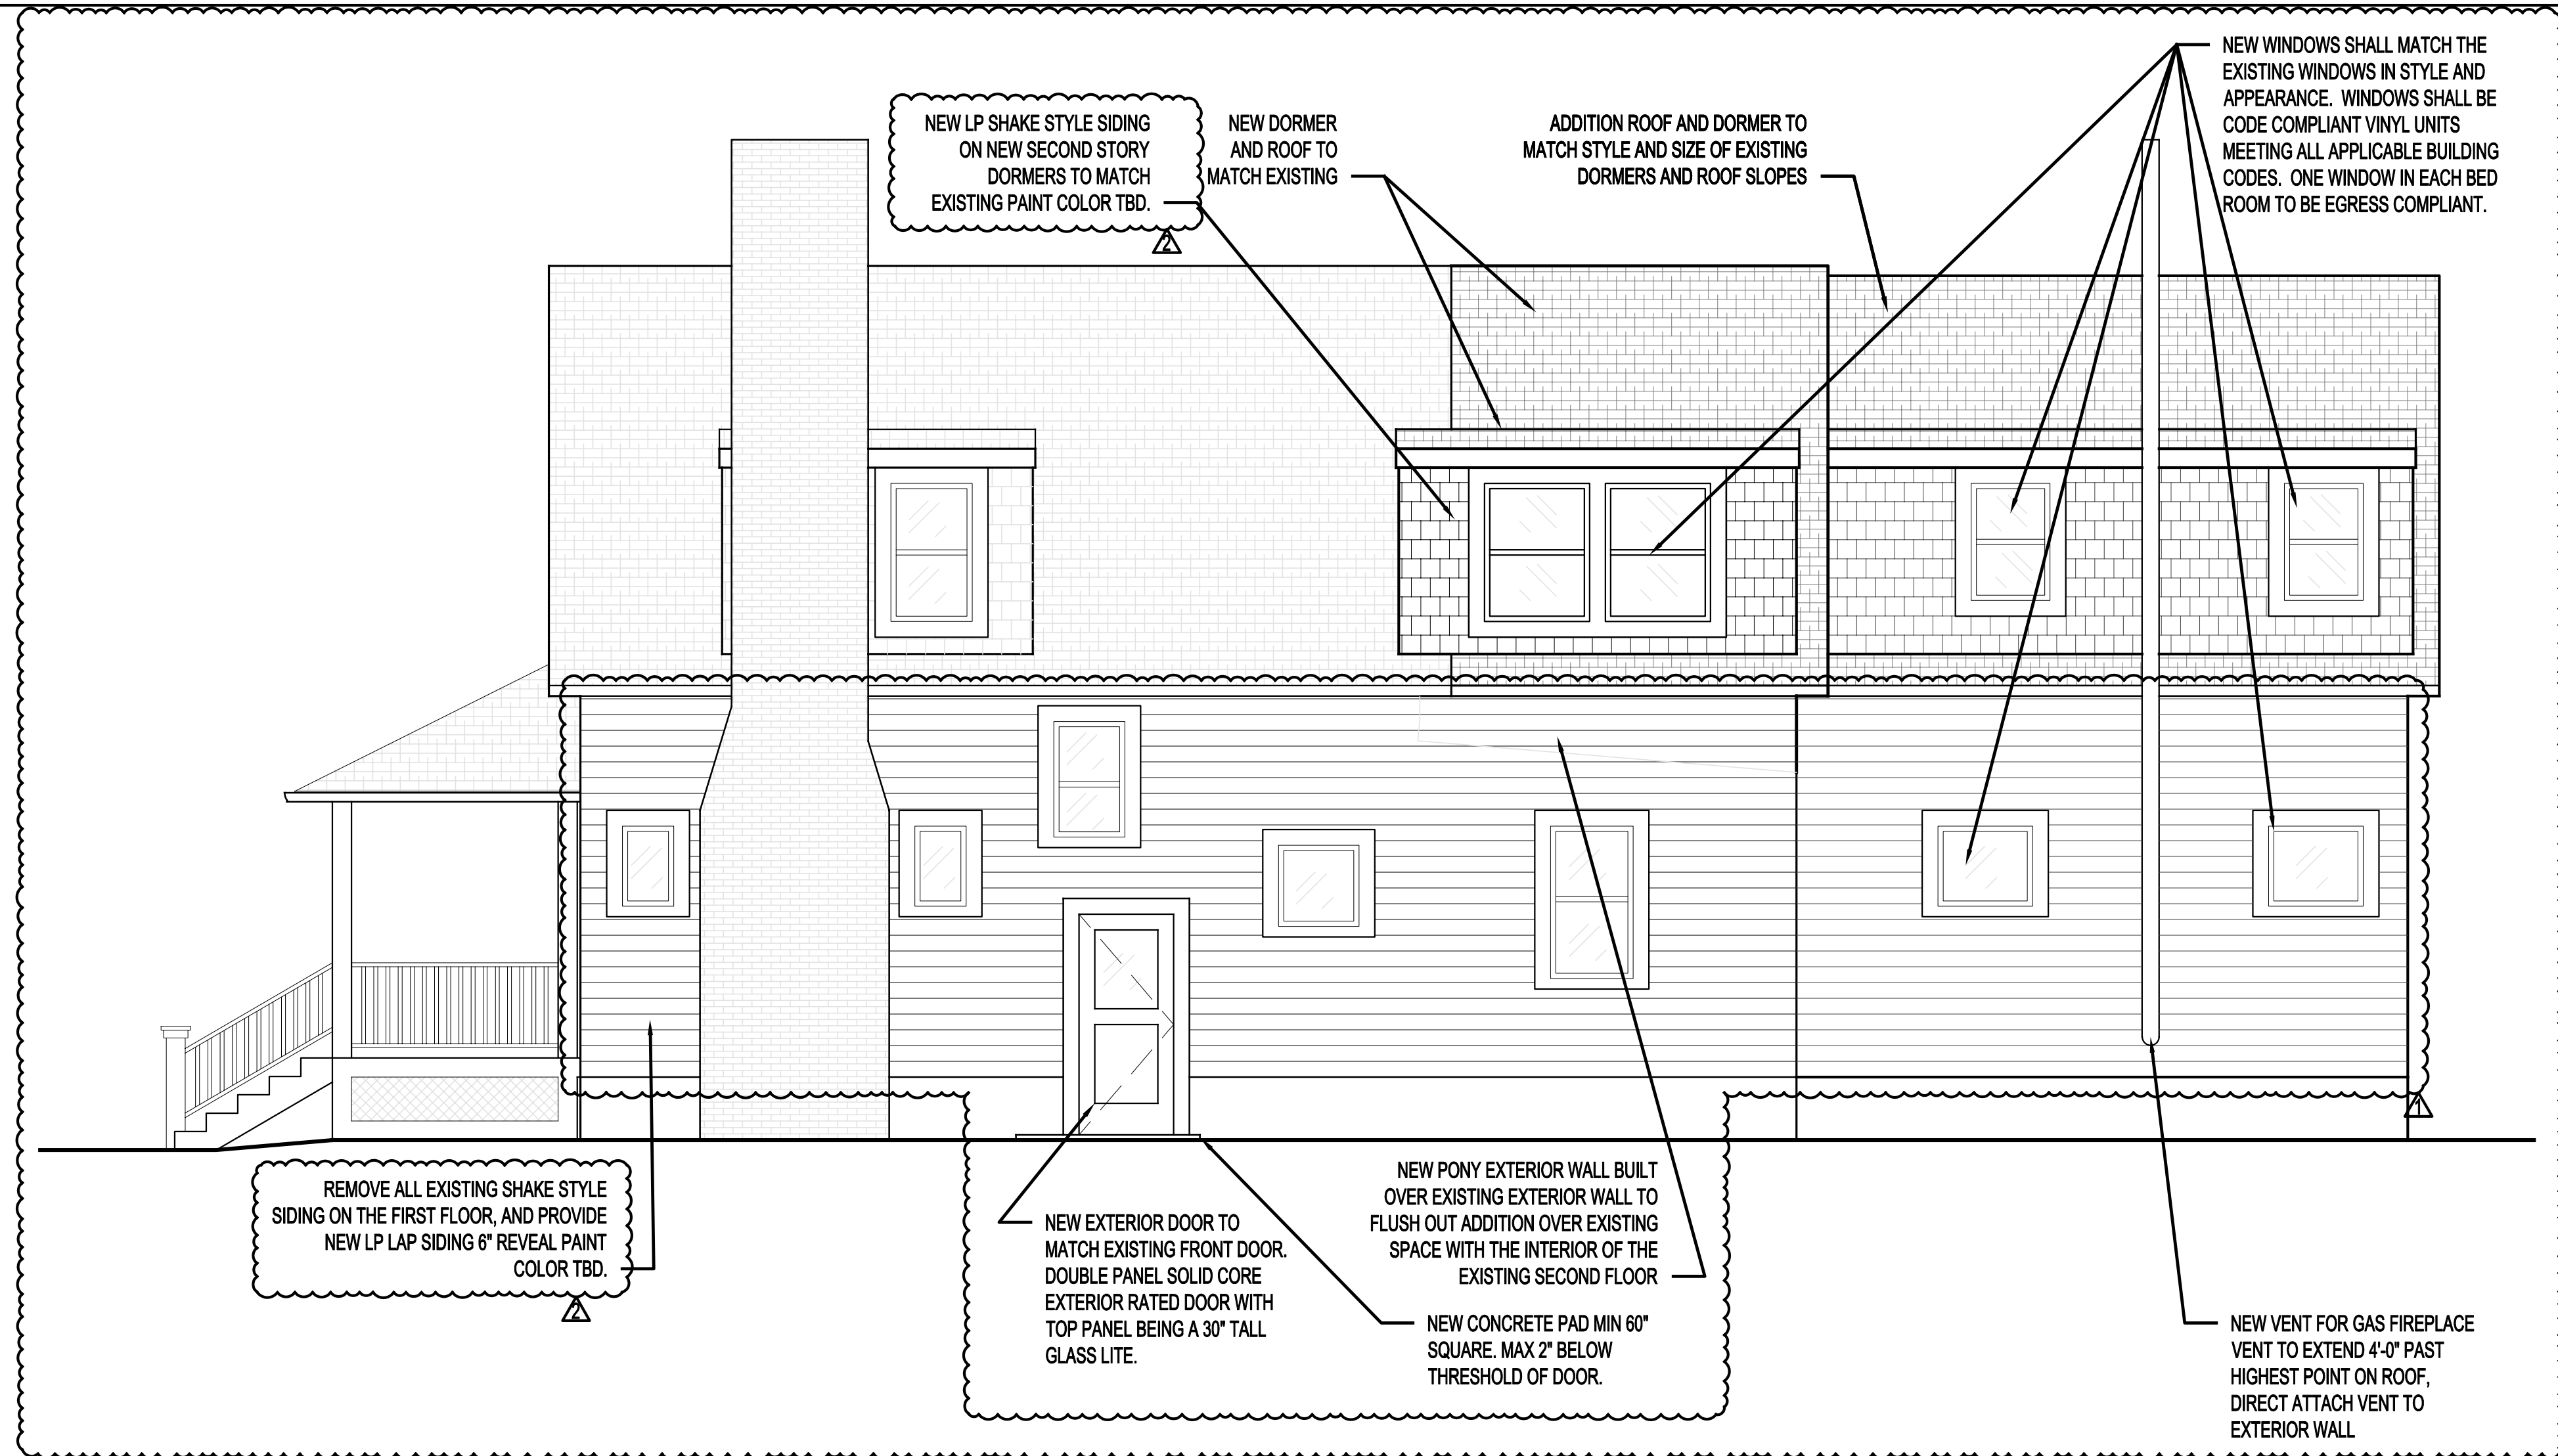 NEW LP SHAKE STYLE SIDING
ON NEW SECOND STORY
DORMERS TO MATCH
EXISTING PAINT COLOR TBD.
2
NEW DORMER
AND ROOF TO
MATCH EXISTING
ADDITION ROOF AND DORMER TO
MATCH STYLE AND SIZE OF EXISTING
DORMERS AND ROOF SLOPES
NEW WINDOWS SHALL MATCH THE
EXISTING WINDOWS IN STYLE AND
APPEARANCE. WINDOWS SHALL BE
CODE COMPLIANT VINYL UNITS
MEETING ALL APPLICABLE BUILDING
CODES. ONE WINDOW IN EACH BED
ROOM TO BE EGRESS COMPLIANT.
1
REMOVE ALL EXISTING SHAKE STYLE
SIDING ON THE FIRST FLOOR, AND PROVIDE
NEW LP LAP SIDING 6" REVEAL PAINT
COLOR TBD.
2
NEW EXTERIOR DOOR TO
MATCH EXISTING FRONT DOOR.
DOUBLE PANEL SOLID CORE
EXTERIOR RATED DOOR WITH
TOP PANEL BEING A 30" TALL
GLASS LITE.
NEW PONY EXTERIOR WALL BUILT
OVER EXISTING EXTERIOR WALL TO
FLUSH OUT ADDITION OVER EXISTING
SPACE WITH THE INTERIOR OF THE
EXISTING SECOND FLOOR
NEW CONCRETE PAD MIN 60"
SQUARE. MAX 2" BELOW
THRESHOLD OF DOOR.
NEW VENT FOR GAS FIREPLACE
VENT TO EXTEND 4'-0" PAST
HIGHEST POINT ON ROOF,
DIRECT ATTACH VENT TO
EXTERIOR WALL